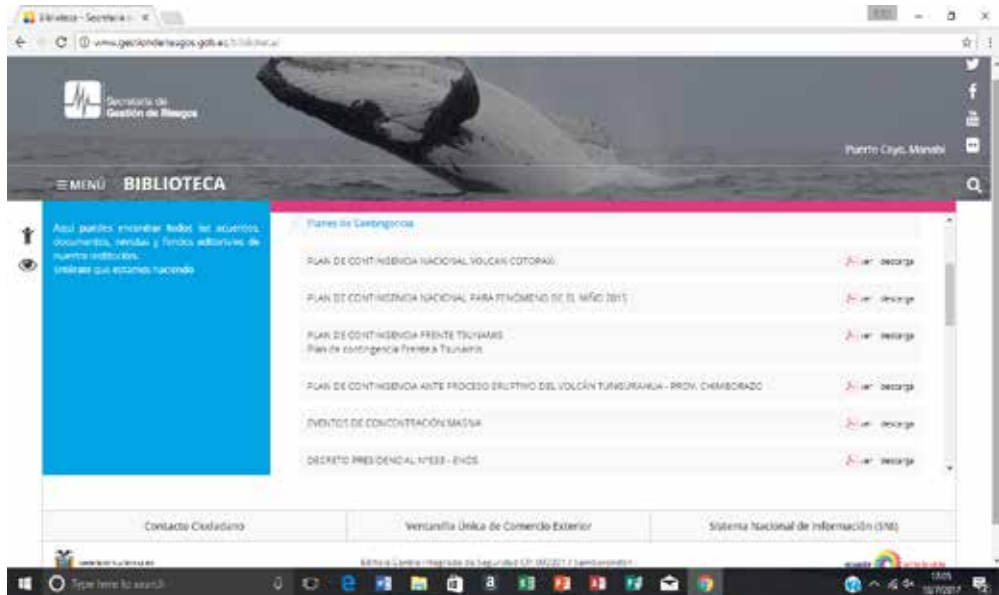 Biblioteca - Secretaría
www.gestionderiesgos.gob.ec/biblioteca/
Secretaría de
Gestión de Riesgos
Puerto Cayo, Manabí
MENÚ BIBLIOTECA
Aquí puedes encontrar todos los acuerdos,
documentos, revistas y fondos editoriales de
nuestra institución.
Entérate que estamos haciendo
Planes de Contingencia
PLAN DE CONTINGENCIA NACIONAL VOLCÁN COTOPAXI ver descarga
PLAN DE CONTINGENCIA NACIONAL PARA FENÓMENO DE EL NIÑO 2015 ver descarga
PLAN DE CONTINGENCIA FRENTE TSUNAMIS ver descarga
Plan de contingencia frente a Tsunamis
PLAN DE CONTINGENCIA ANTE PROCESO ERUPTIVO DEL VOLCÁN TUNGURAHUA - PROV. CHIMBORAZO ver descarga
EVENTOS DE CONCENTRACIÓN MASIVA ver descarga
DECRETO PRESIDENCIAL ENOS ver descarga
Contacto Ciudadano Ventanilla Única de Comercio Exterior Sistema Nacional de Información (SNI)
Type here to search